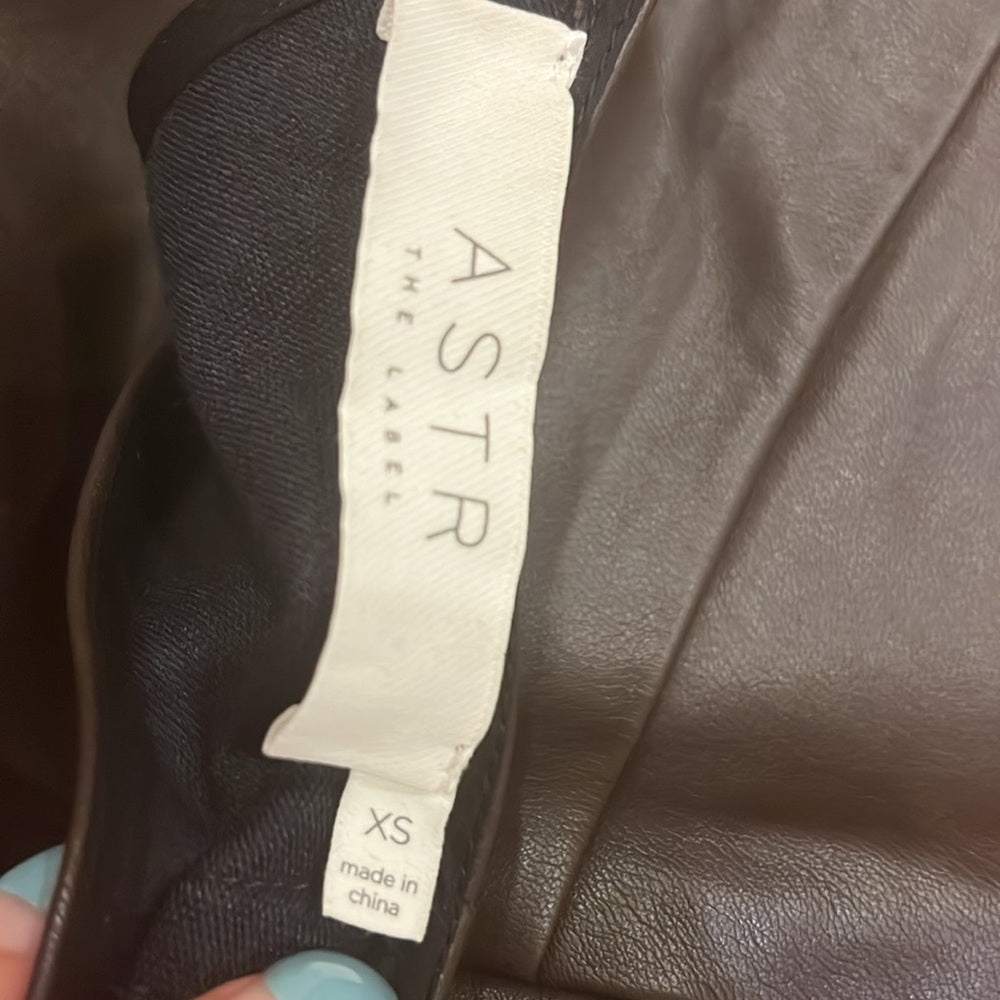 ASTR
THE LABEL
XS
made in
china